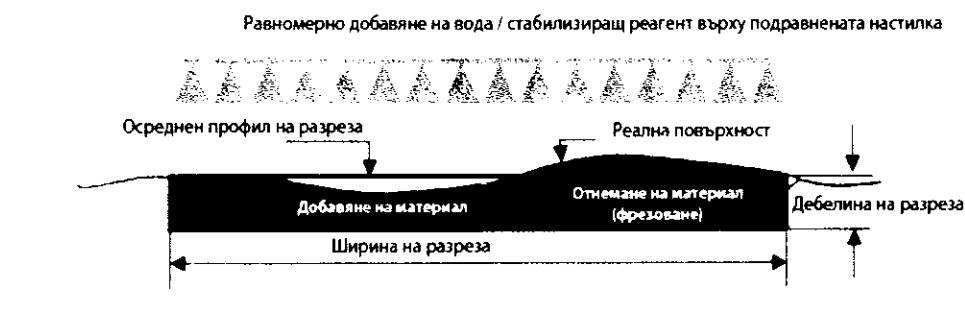 Равномерно добавяне на вода / стабилизиращ реагент върху подравнената настилка
Осреднен профил на разреза
Реална повърхност
Добавяне на материал
Отнемане на материал
(фрезоване)
Дебелина на разреза
Ширина на разреза